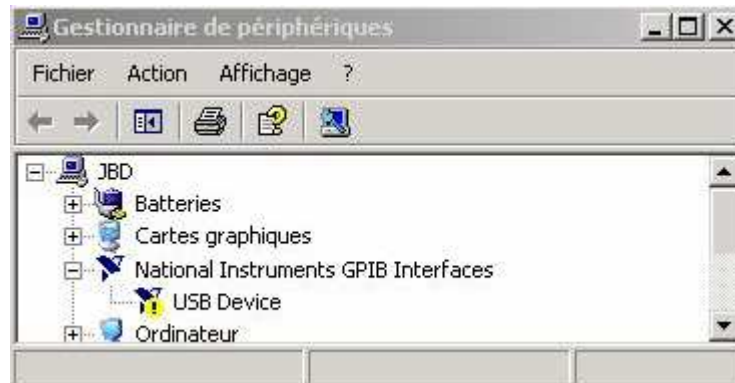 Gestionnaire de périphériques
Fichier Action Affichage ?
JBD
Batteries
Cartes graphiques
National Instruments GPIB Interfaces
USB Device
Ordinateur